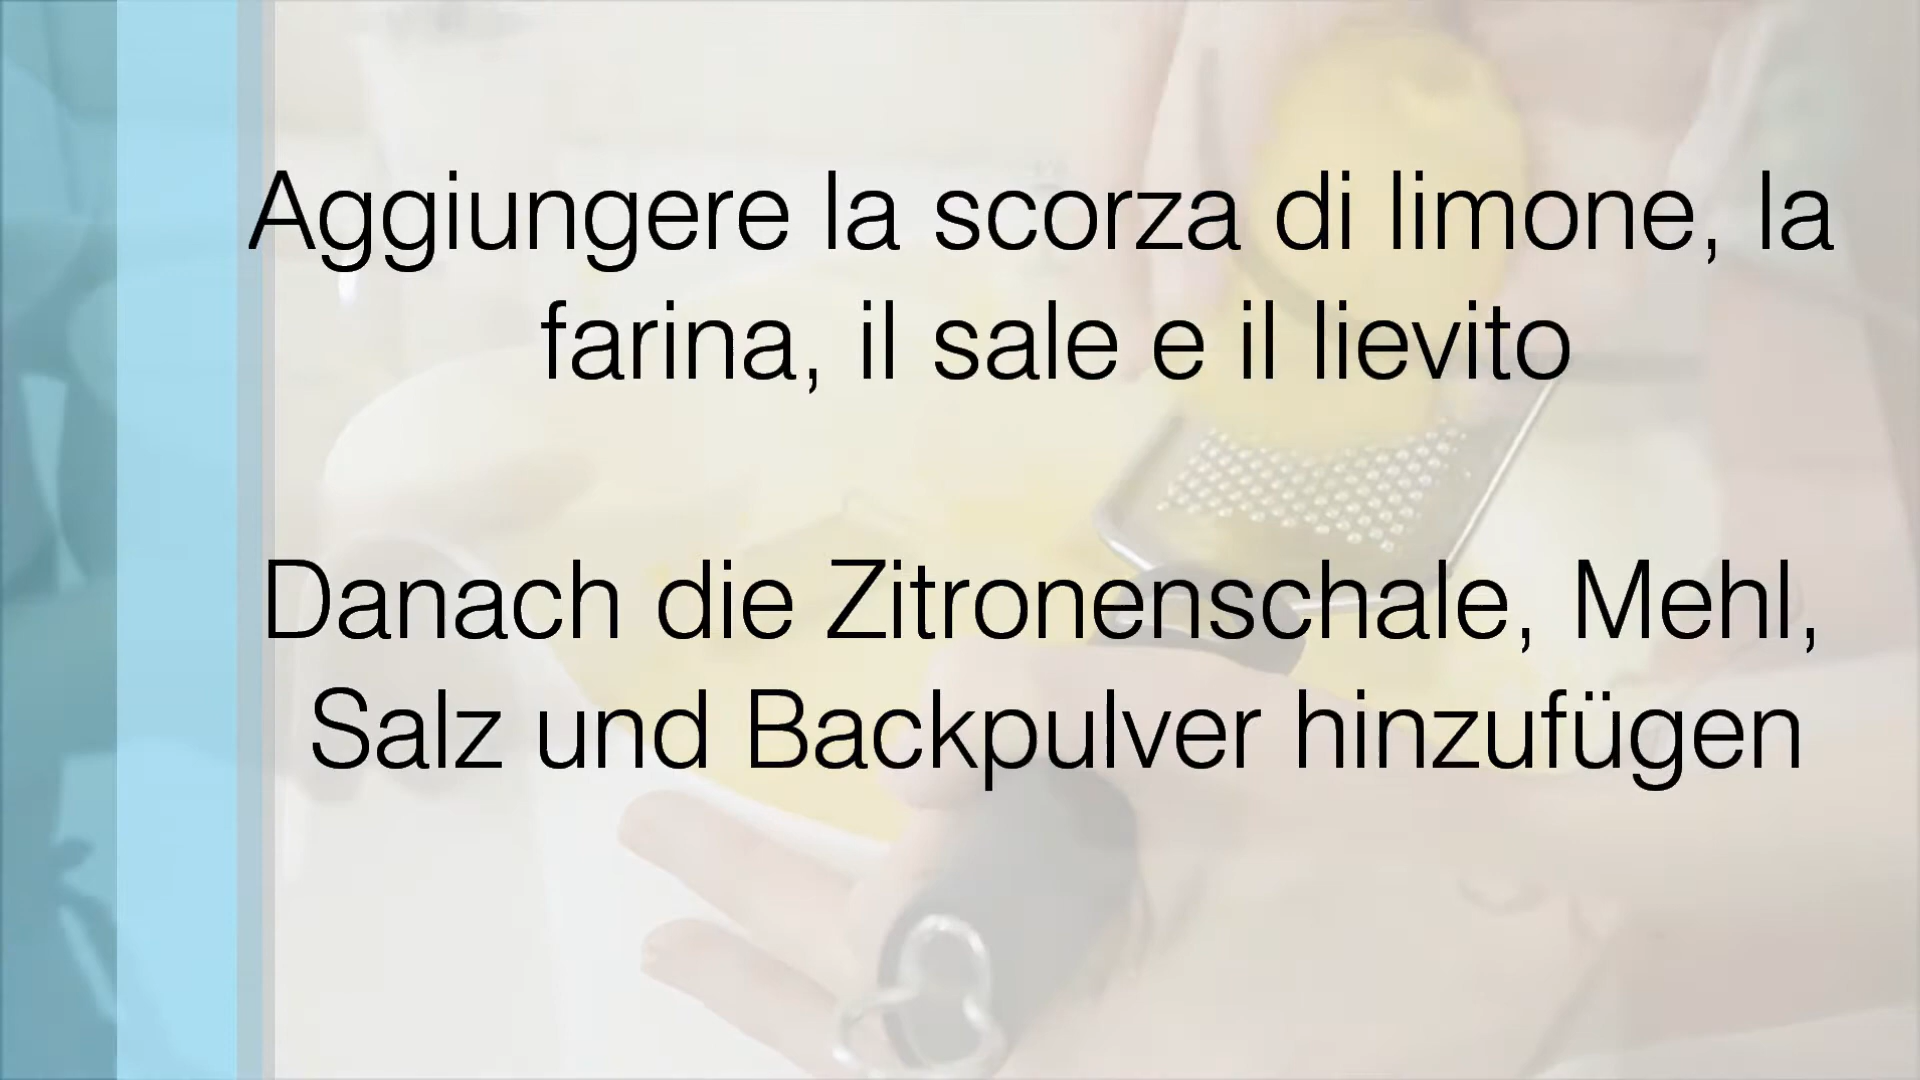 Aggiungere la scorza di limone, la
farina, il sale e il lievito
Danach die Zitronenschale, Mehl,
Salz und Backpulver hinzufügen